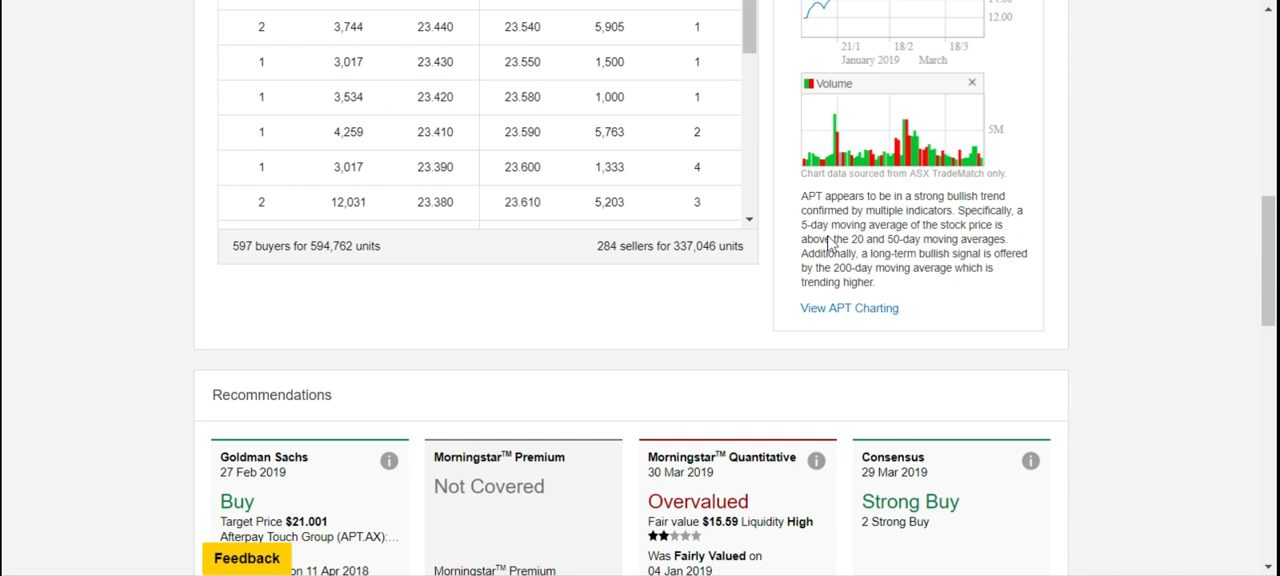 14.00
12.00
2 3,744 23.440 23.540 5,905 1
21/1 18/2 18/3
January 2019 March
1 3,017 23.430 23.550 1,500 1
Volume
1 3,534 23.420 23.580 1,000 1
5M
1 4,259 23.410 23.590 5,763 2
1 3,017 23.390 23.600 1,333 4
Chart data sourced from ASX TradeMatch only.
2 12,031 23.380 23.610 5,203 3
597 buyers for 594,762 units 284 sellers for 337,046 units
APT appears to be in a strong bullish trend
confirmed by multiple indicators. Specifically, a
5-day moving average of the stock price is
above the 20 and 50-day moving averages.
Additionally, a long-term bullish signal is offered
by the 200-day moving average which is
trending higher.
View APT Charting
Recommendations
Goldman Sachs
27 Feb 2019
Buy
Target Price $21.001
Afterpay Touch Group (APT.AX):...
on 11 Apr 2018
Feedback
Morningstar™ Premium
Not Covered
Morningstar™ Premium
Morningstar™ Quantitative
30 Mar 2019
Overvalued
Fair value $15.59 Liquidity High
Was Fairly Valued on
04 Jan 2019
Consensus
29 Mar 2019
Strong Buy
2 Strong Buy